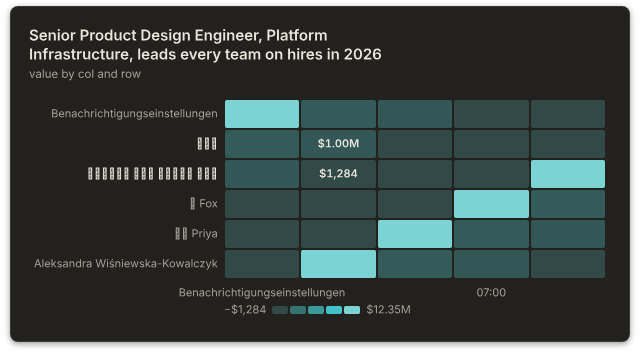 Senior Product Design Engineer, Platform
Infrastructure, leads every team on hires in 2026
value by col and row
Benachrichtigungseinstellungen
$1.00M
$1,284
Fox
Priya
Aleksandra Wiśniewska-Kowalczyk
Benachrichtigungseinstellungen 07:00
−$1,284 $12.35M